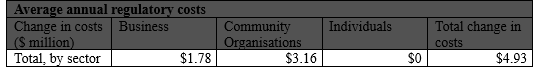 Average annual regulatory costs
Change in costs Business Community Individuals Total change in
($ million) Organisations costs
Total, by sector $1.78 $3.16 $0 $4.93